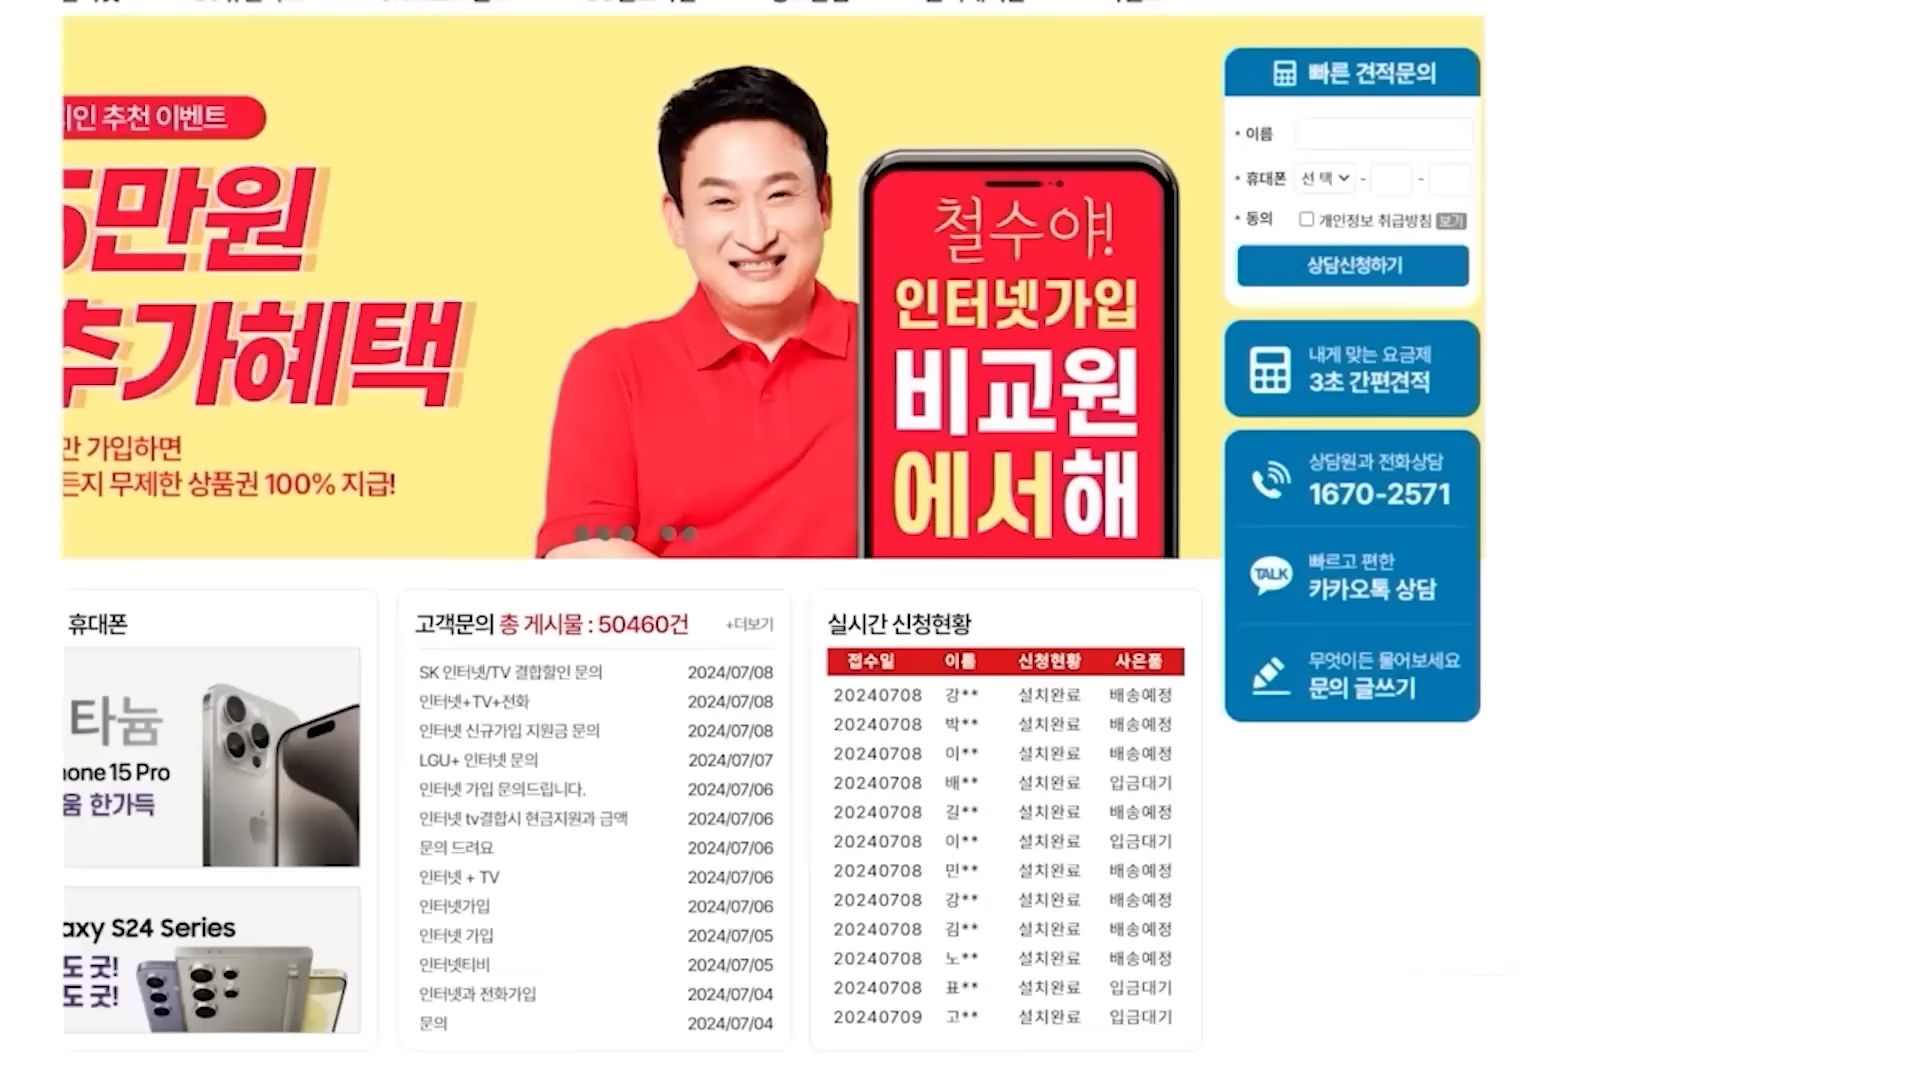 인 추천 이벤트
5만원
추가혜택
만 가입하면
든지 무제한 상품권 100% 지급!
철수야!
인터넷가입
비교원
에서해
빠른 견적문의
* 이름
* 휴대폰 선 택 - -
* 동의 개인정보 취급방침 보기
상담신청하기
내게 맞는 요금제
3초 간편견적
상담원과 전화상담
1670-2571
TALK
빠르고 편한
카카오톡 상담
무엇이든 물어보세요
문의 글쓰기
휴대폰
타늄
hone 15 Pro
움 한가득
axy S24 Series
도 굿!
도 굿!
고객문의 총 게시물 : 50460건 +더보기
SK 인터넷/TV 결합할인 문의 2024/07/08
인터넷+TV+전화 2024/07/08
인터넷 신규가입 지원금 문의 2024/07/08
LGU+ 인터넷 문의 2024/07/07
인터넷 가입 문의드립니다. 2024/07/06
인터넷 tv결합시 현금지원과 금액 2024/07/06
문의 드려요 2024/07/06
인터넷 + TV 2024/07/06
인터넷가입 2024/07/06
인터넷 가입 2024/07/05
인터넷티비 2024/07/05
인터넷과 전화가입 2024/07/04
문의 2024/07/04
실시간 신청현황
접수일 이름 신청현황 사은품
20240708 강** 설치완료 배송예정
20240708 박** 설치완료 배송예정
20240708 이** 설치완료 배송예정
20240708 배** 설치완료 입금대기
20240708 길** 설치완료 배송예정
20240708 이** 설치완료 입금대기
20240708 민** 설치완료 배송예정
20240708 강** 설치완료 배송예정
20240708 김** 설치완료 배송예정
20240708 노** 설치완료 배송예정
20240708 표** 설치완료 입금대기
20240709 고** 설치완료 입금대기